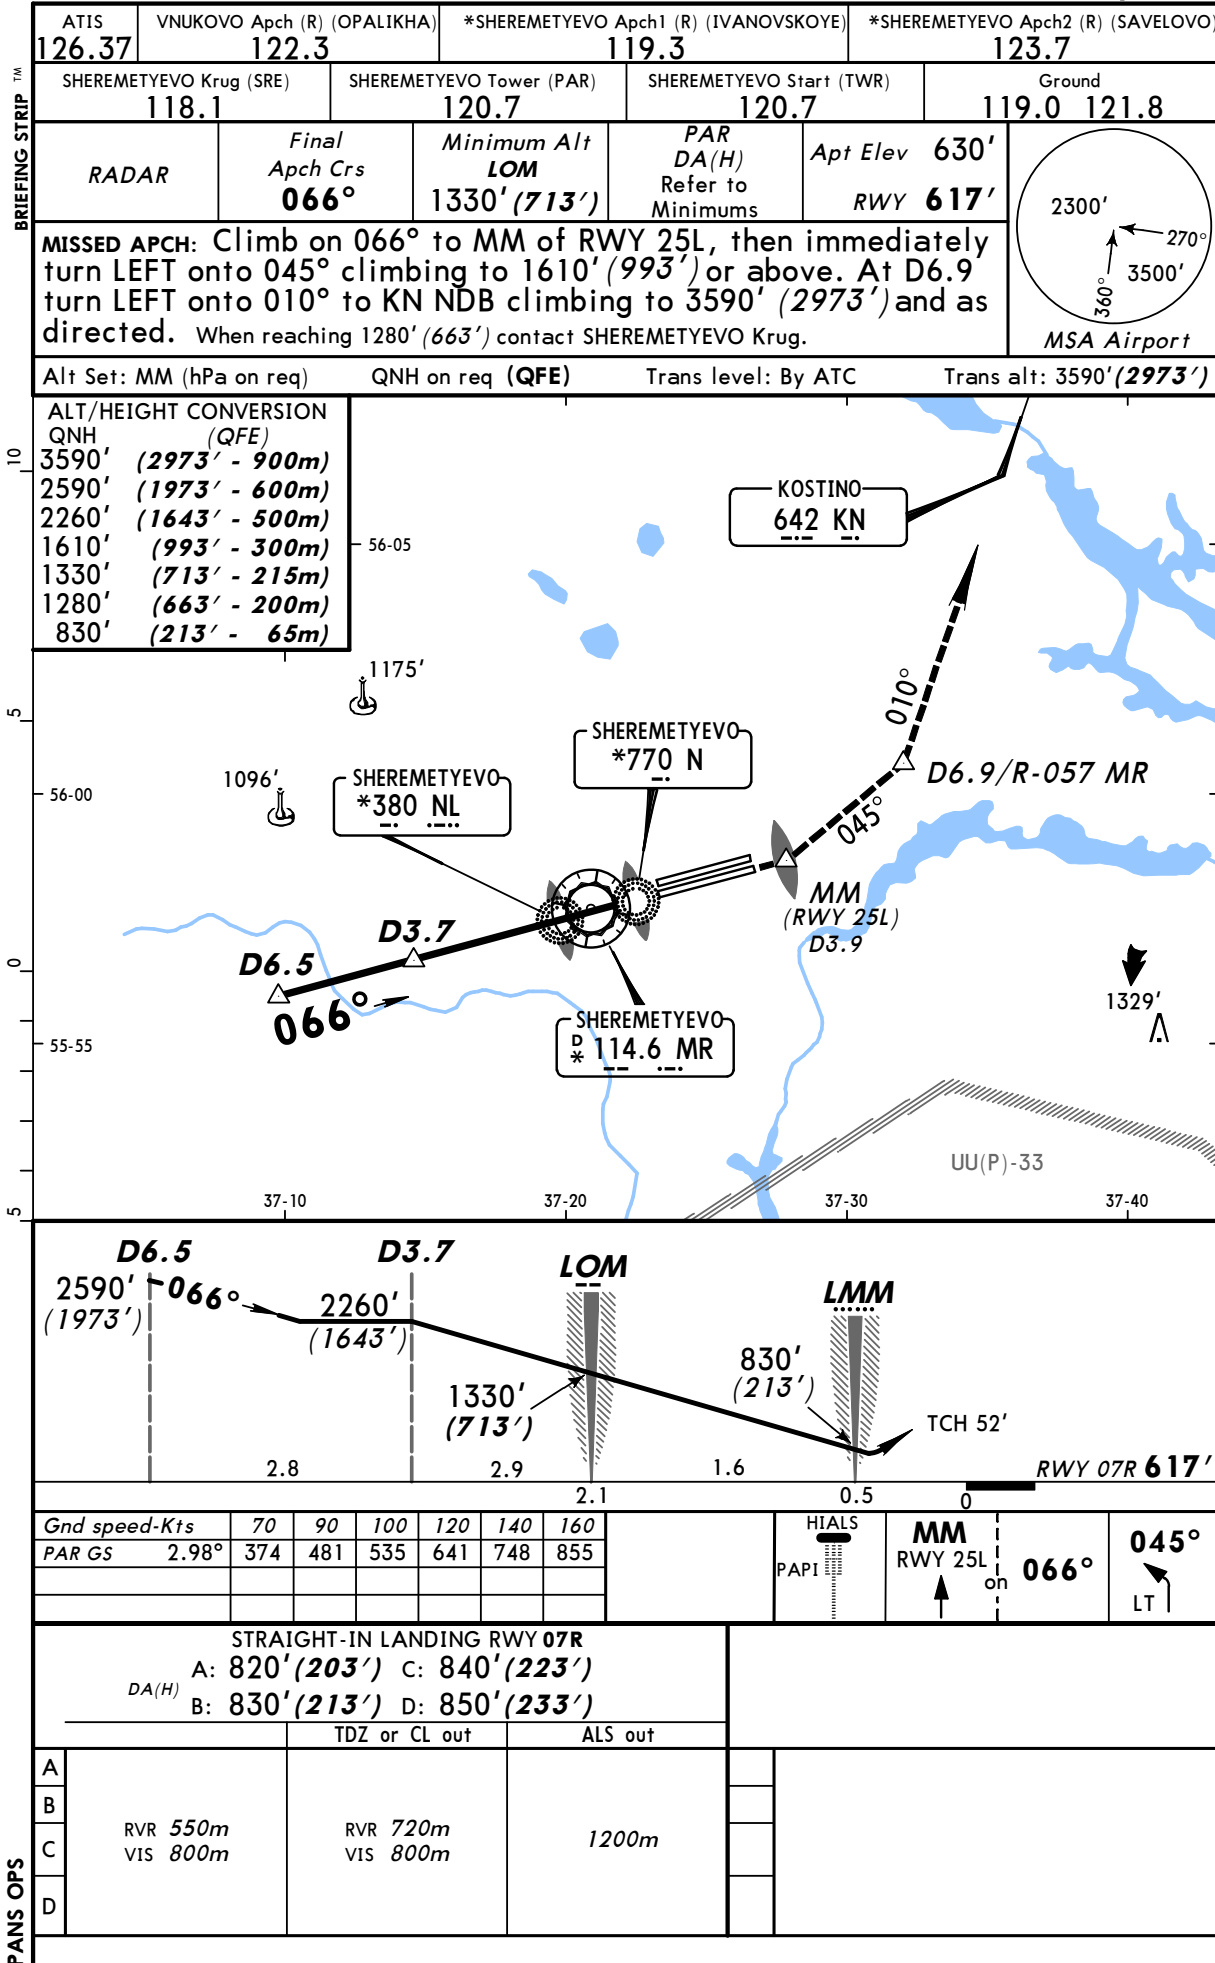 ATIS
126.37
VNUKOVO Apch (R) (OPALIKHA)
122.3
*SHEREMETYEVO Apch1 (R) (IVANOVSKOYE)
119.3
*SHEREMETYEVO Apch2 (R) (SAVELOVO)
123.7
BRIEFING STRIP TM
SHEREMETYEVO Krug (SRE)
118.1
SHEREMETYEVO Tower (PAR)
120.7
SHEREMETYEVO Start (TWR)
120.7
Ground
119.0 121.8
RADAR
Final
Apch Crs
066°
Minimum Alt
LOM
1330' (713')
PAR
DA(H)
Refer to
Minimums
Apt Elev 630'
RWY 617'
2300'
270°
3500'
360°
MSA Airport
MISSED APCH: Climb on 066° to MM of RWY 25L, then immediately
turn LEFT onto 045° climbing to 1610' (993') or above. At D6.9
turn LEFT onto 010° to KN NDB climbing to 3590' (2973') and as
directed. When reaching 1280' (663') contact SHEREMETYEVO Krug.
Alt Set: MM (hPa on req) QNH on req (QFE) Trans level: By ATC Trans alt: 3590' (2973')
ALT/HEIGHT CONVERSION
QNH (QFE)
3590' (2973' - 900m)
2590' (1973' - 600m)
2260' (1643' - 500m)
1610' (993' - 300m)
1330' (713' - 215m)
1280' (663' - 200m)
830' (213' - 65m)
10
5
0
5
56-05
56-00
55-55
KOSTINO
642 KN
1175'
1096'
SHEREMETYEVO
*770 N
SHEREMETYEVO
*380 NL
010°
D6.9/R-057 MR
045°
MM
(RWY 25L)
D3.9
D3.7
D6.5
066°
SHEREMETYEVO
D
* 114.6 MR
1329'
UU(P)-33
37-10
37-20
37-30
37-40
D6.5
D3.7
LOM
LMM
2590'
(1973')
066°
2260'
(1643')
1330'
(713')
830'
(213')
TCH 52'
2.8
2.9
1.6
RWY 07R 617'
2.1
0.5
0
Gnd speed-Kts 70 90 100 120 140 160
PAR GS 2.98° 374 481 535 641 748 855
HIALS
PAPI
MM
RWY 25L
on
066°
045°
LT
STRAIGHT-IN LANDING RWY 07R
DA(H)
A: 820' (203') C: 840' (223')
B: 830' (213') D: 850' (233')
TDZ or CL out
ALS out
A
B
C
D
RVR 550m
VIS 800m
RVR 720m
VIS 800m
1200m
PANS OPS